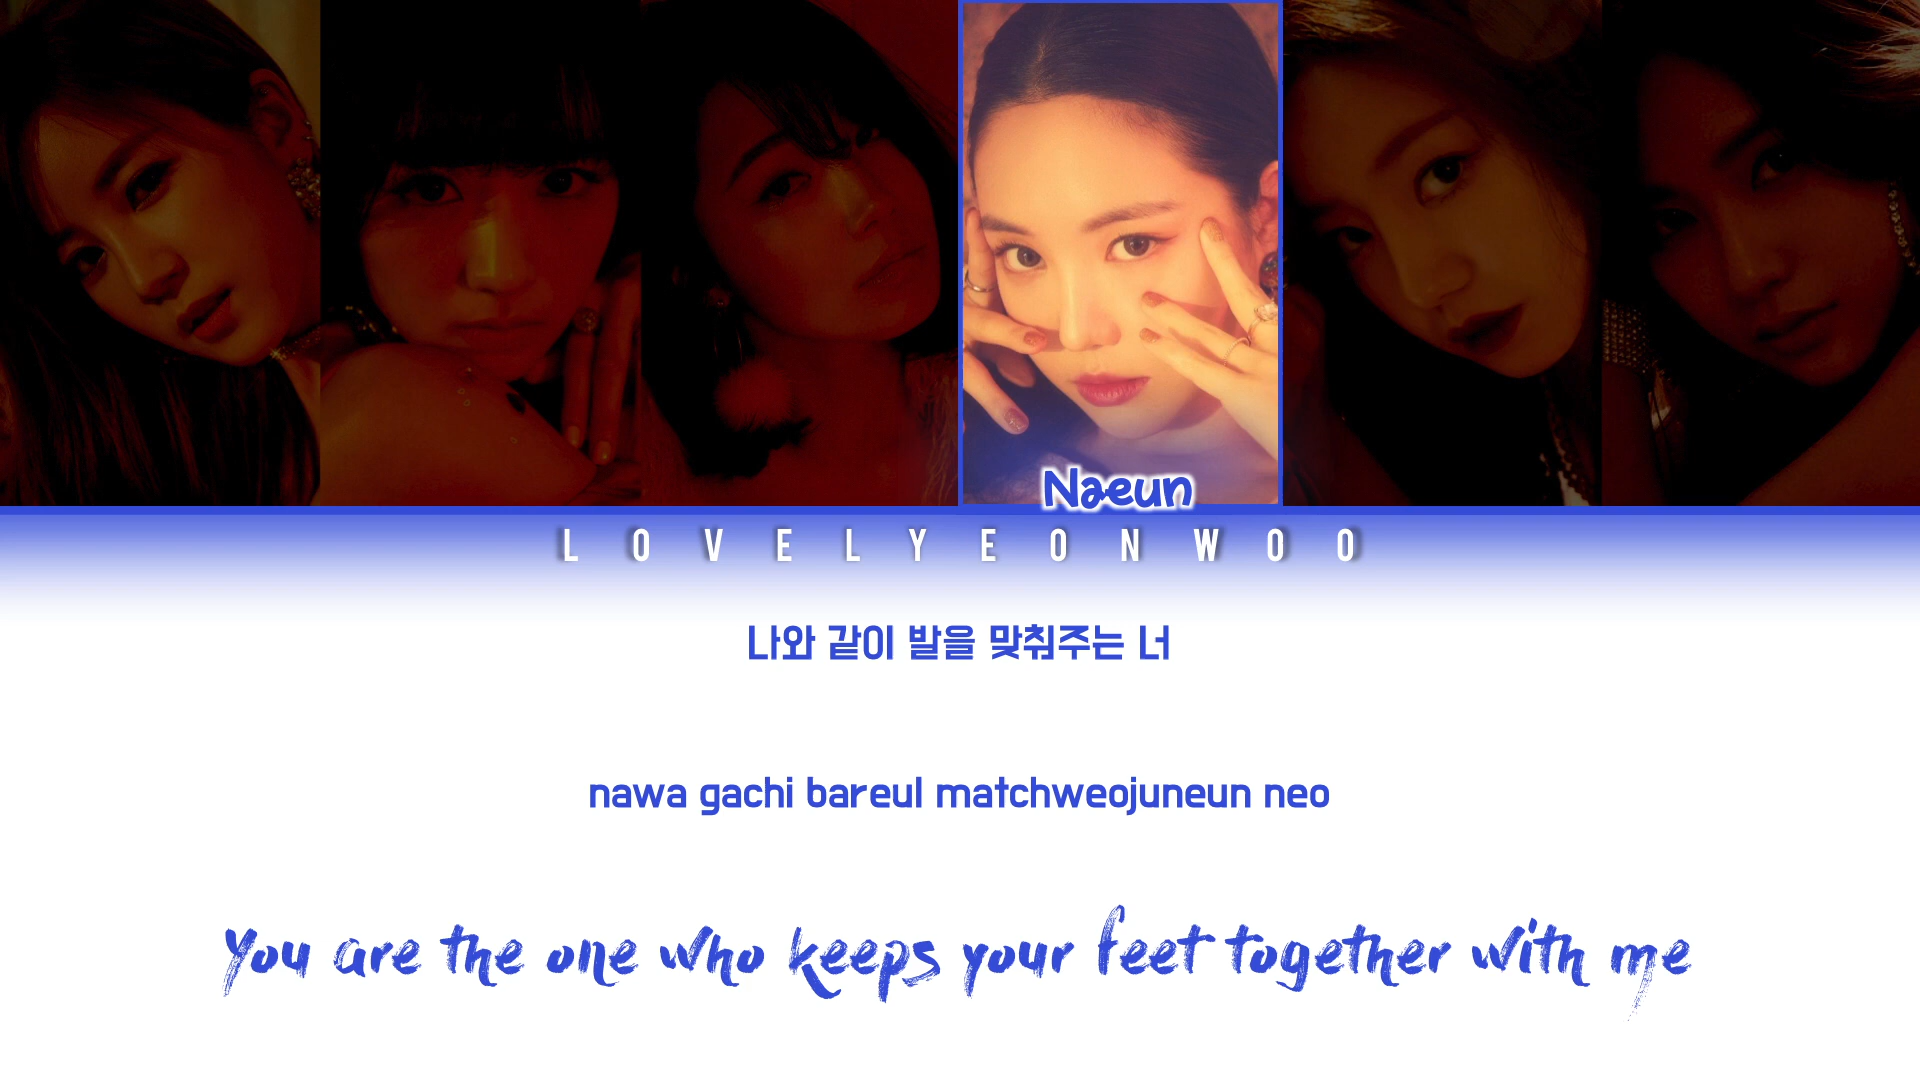 Naeun
LOVELYEONWOO
나와 같이 발을 맞춰주는 너
nawa gachi bareul matchweojuneun neo
You are the one who keeps your feet together with me